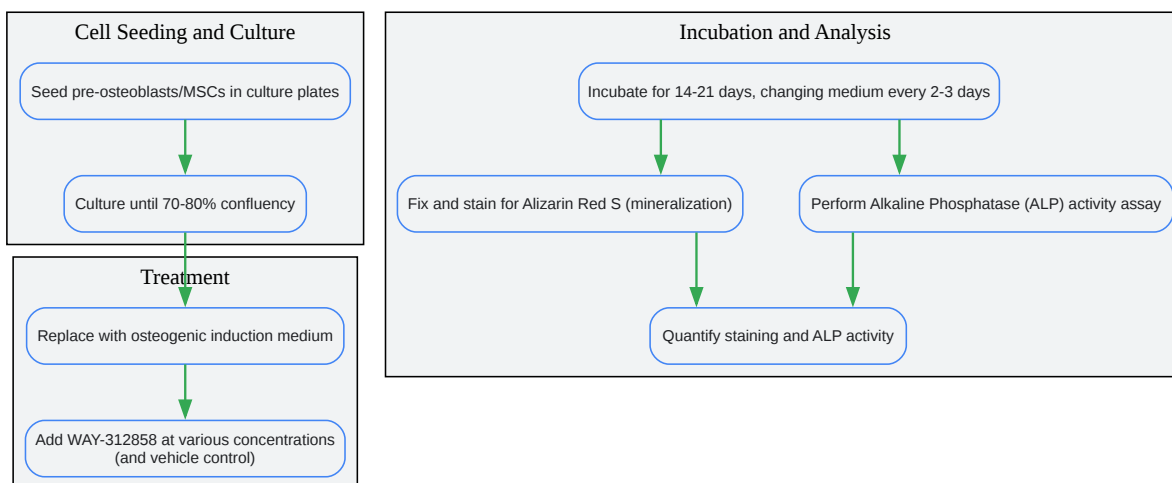 Cell Seeding and Culture
Seed pre-osteoblasts/MSCs in culture plates
Culture until 70-80% confluency
Treatment
Replace with osteogenic induction medium
Add WAY-312858 at various concentrations
(and vehicle control)
Incubation and Analysis
Incubate for 14-21 days, changing medium every 2-3 days
Fix and stain for Alizarin Red S (mineralization)
Perform Alkaline Phosphatase (ALP) activity assay
Quantify staining and ALP activity